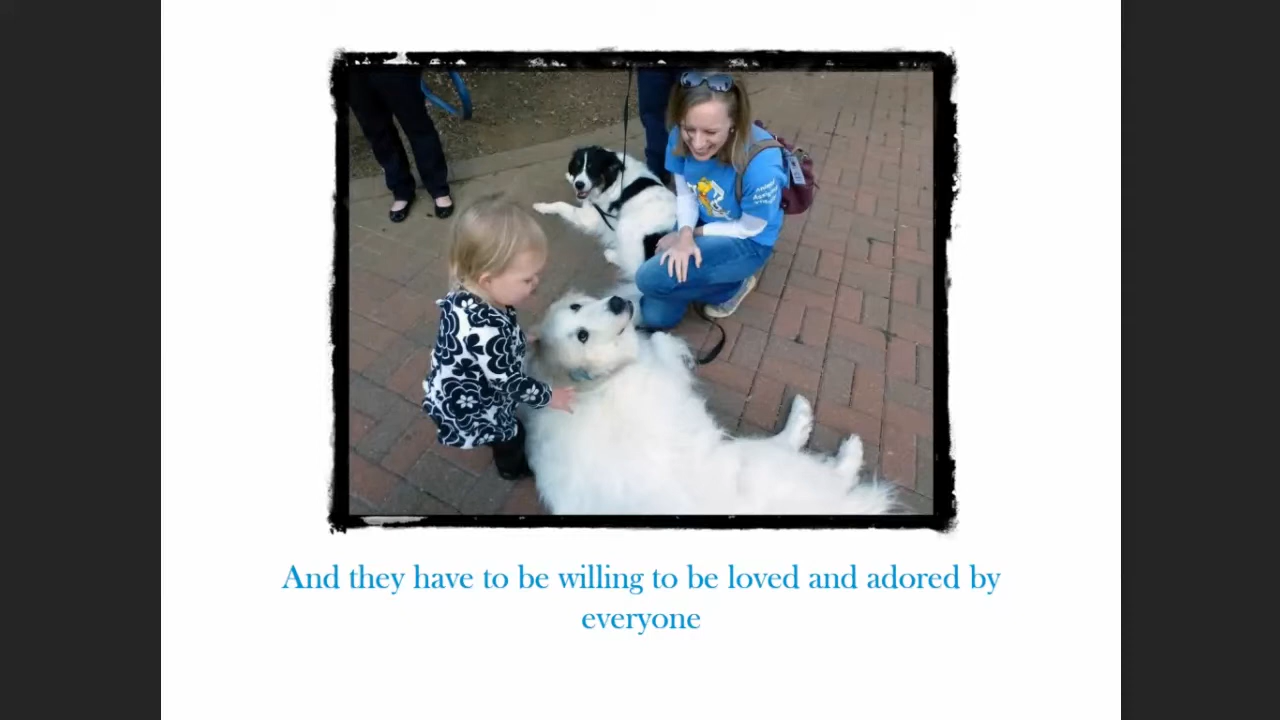 And they have to be willing to be loved and adored by
everyone